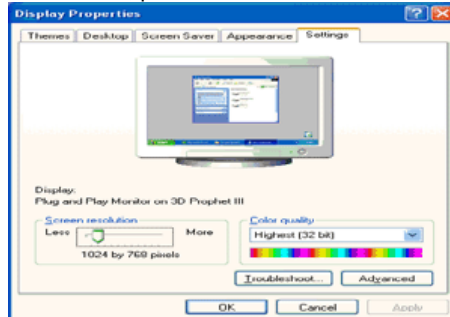 Display Properties
Themes Desktop Screen Saver Appearance Settings
Display:
Plug and Play Monitor on 3D Prophet III
Screen resolution
Less More
1024 by 768 pixels
Color quality
Highest (32 bit)
Troubleshoot... Advanced
OK Cancel Apply